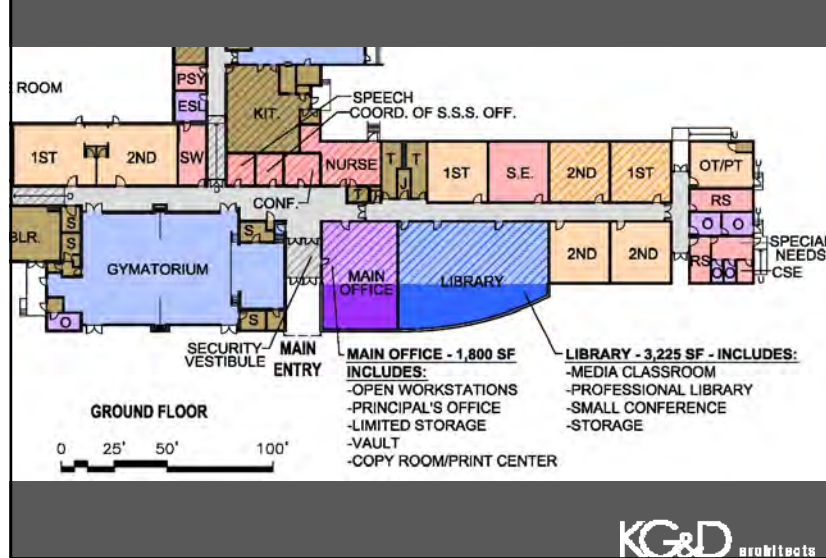 E ROOM
PSY
ESL
SW
KIT.
SPEECH
COORD. OF S.S.S. OFF.
1ST
2ND
NURSE
T
T
J
T
1ST
S.E.
2ND
1ST
OT/PT
CONF.
RS
O
O
BLR.
S
S
S
GYMATORIUM
MAIN
OFFICE
LIBRARY
2ND
2ND
RS
O
O
SPECIAL
NEEDS
CSE
O
S
SECURITY
VESTIBULE
MAIN
ENTRY
MAIN OFFICE - 1,800 SF
INCLUDES:
-OPEN WORKSTATIONS
-PRINCIPAL'S OFFICE
-LIMITED STORAGE
-VAULT
-COPY ROOM/PRINT CENTER
LIBRARY - 3,225 SF - INCLUDES:
-MEDIA CLASSROOM
-PROFESSIONAL LIBRARY
-SMALL CONFERENCE
-STORAGE
GROUND FLOOR
0 25' 50' 100'
KG&D architects